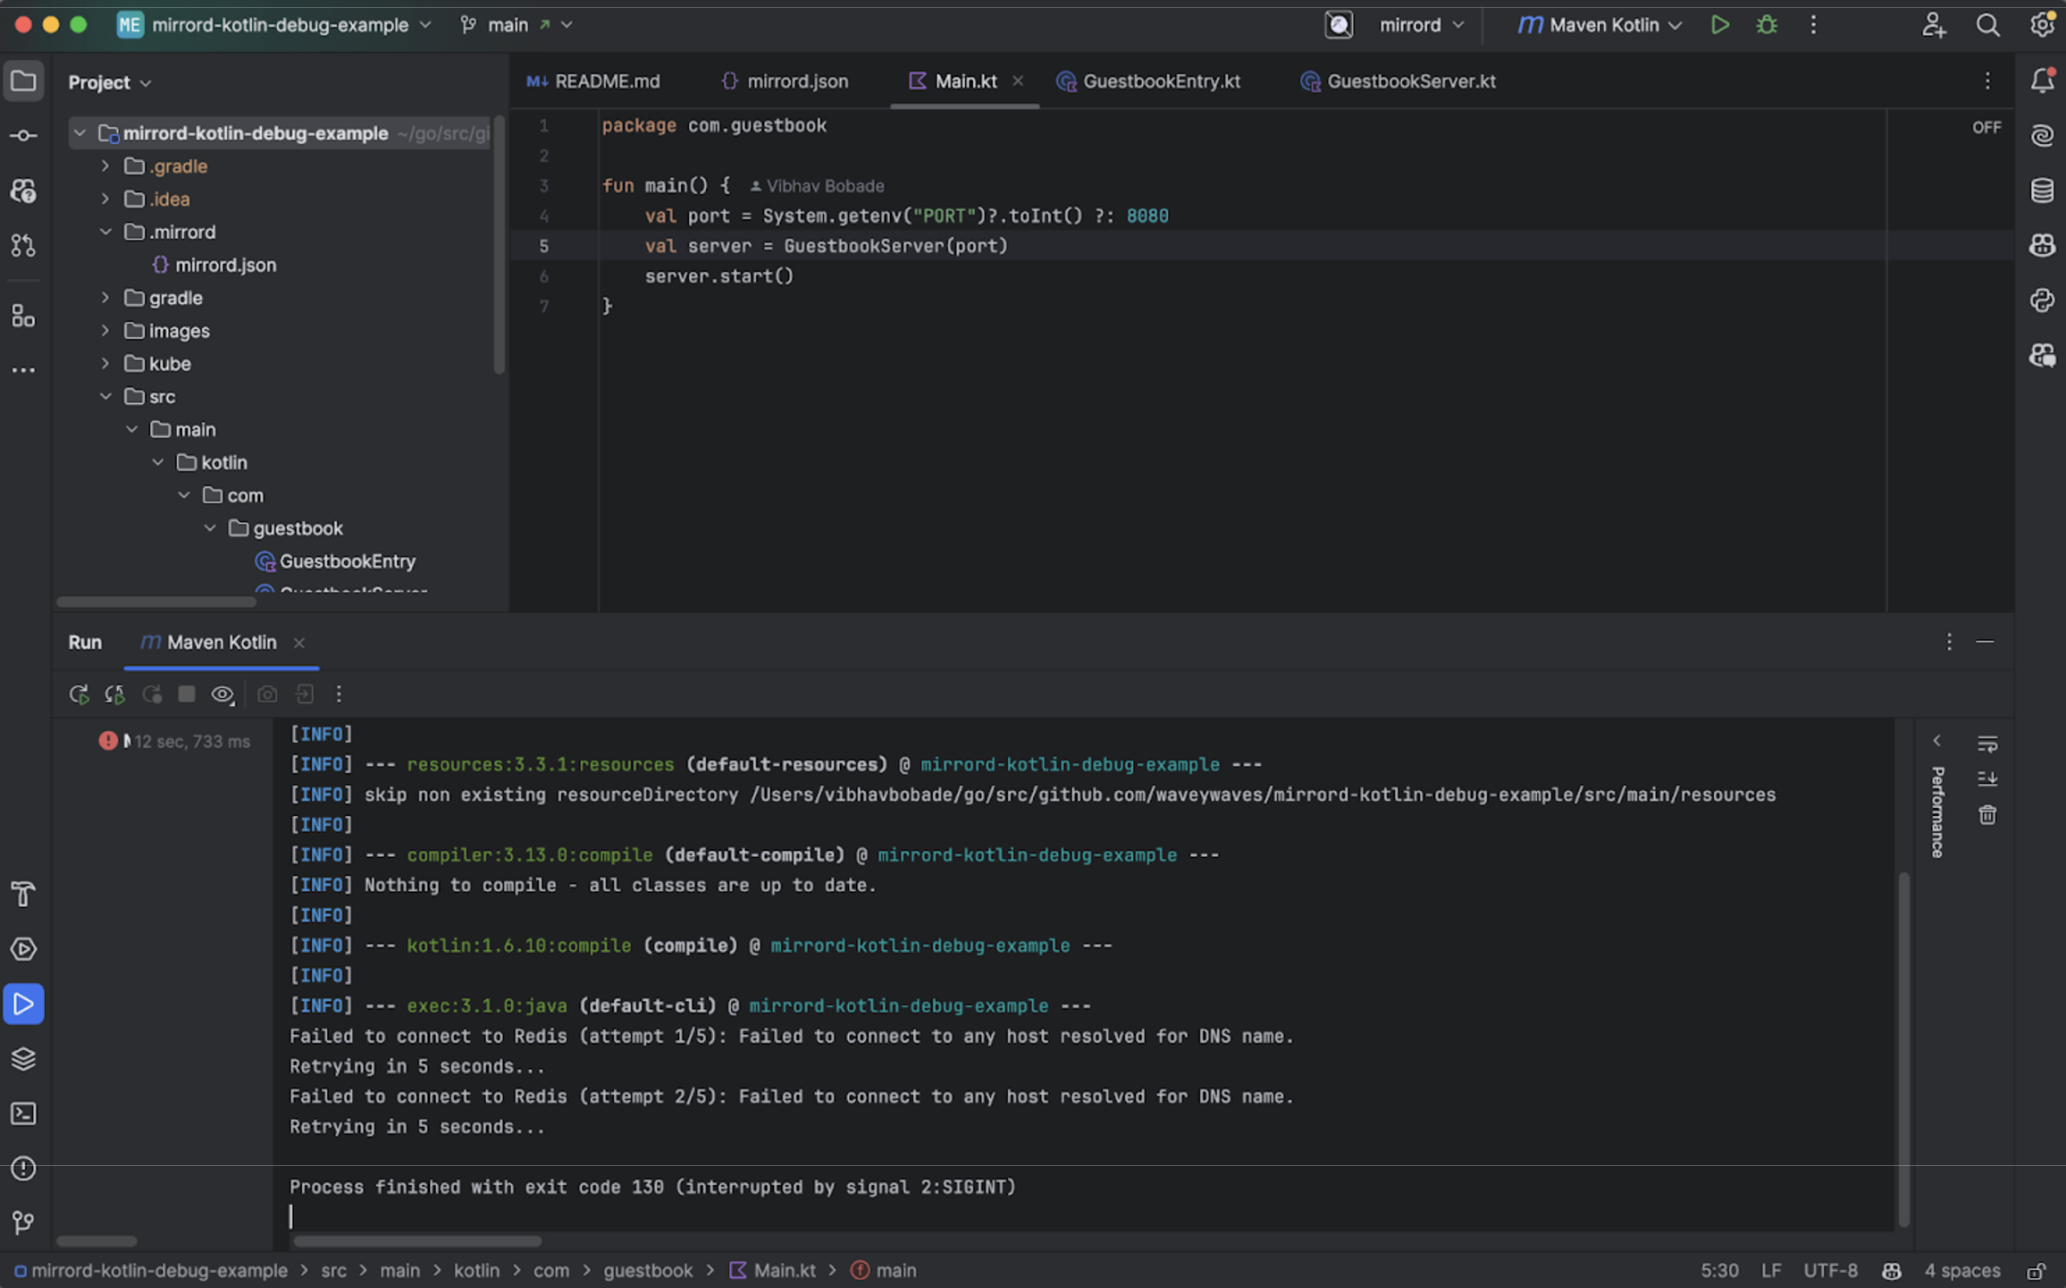 ME mirrord-kotlin-debug-example main mirrord m Maven Kotlin
Project
M↓ README.md {} mirrord.json Main.kt GuestbookEntry.kt GuestbookServer.kt
mirrord-kotlin-debug-example ~/go/src/gi
.gradle
.idea
.mirrord
{} mirrord.json
gradle
images
kube
src
main
kotlin
com
guestbook
GuestbookEntry
GuestbookServer
OFF
1 package com.guestbook
2
3 fun main() { Vibhav Bobade
4 val port = System.getenv("PORT")?.toInt() ?: 8080
5 val server = GuestbookServer(port)
6 server.start()
7 }
Run m Maven Kotlin
12 sec, 733 ms
[INFO]
[INFO] --- resources:3.3.1:resources (default-resources) @ mirrord-kotlin-debug-example ---
[INFO] skip non existing resourceDirectory /Users/vibhavbobade/go/src/github.com/waveywaves/mirrord-kotlin-debug-example/src/main/resources
[INFO]
[INFO] --- compiler:3.13.0:compile (default-compile) @ mirrord-kotlin-debug-example ---
[INFO] Nothing to compile - all classes are up to date.
[INFO]
[INFO] --- kotlin:1.6.10:compile (compile) @ mirrord-kotlin-debug-example ---
[INFO]
[INFO] --- exec:3.1.0:java (default-cli) @ mirrord-kotlin-debug-example ---
Failed to connect to Redis (attempt 1/5): Failed to connect to any host resolved for DNS name.
Retrying in 5 seconds...
Failed to connect to Redis (attempt 2/5): Failed to connect to any host resolved for DNS name.
Retrying in 5 seconds...
Process finished with exit code 130 (interrupted by signal 2:SIGINT)
Performance
mirrord-kotlin-debug-example > src > main > kotlin > com > guestbook > Main.kt > f main
5:30 LF UTF-8 4 spaces